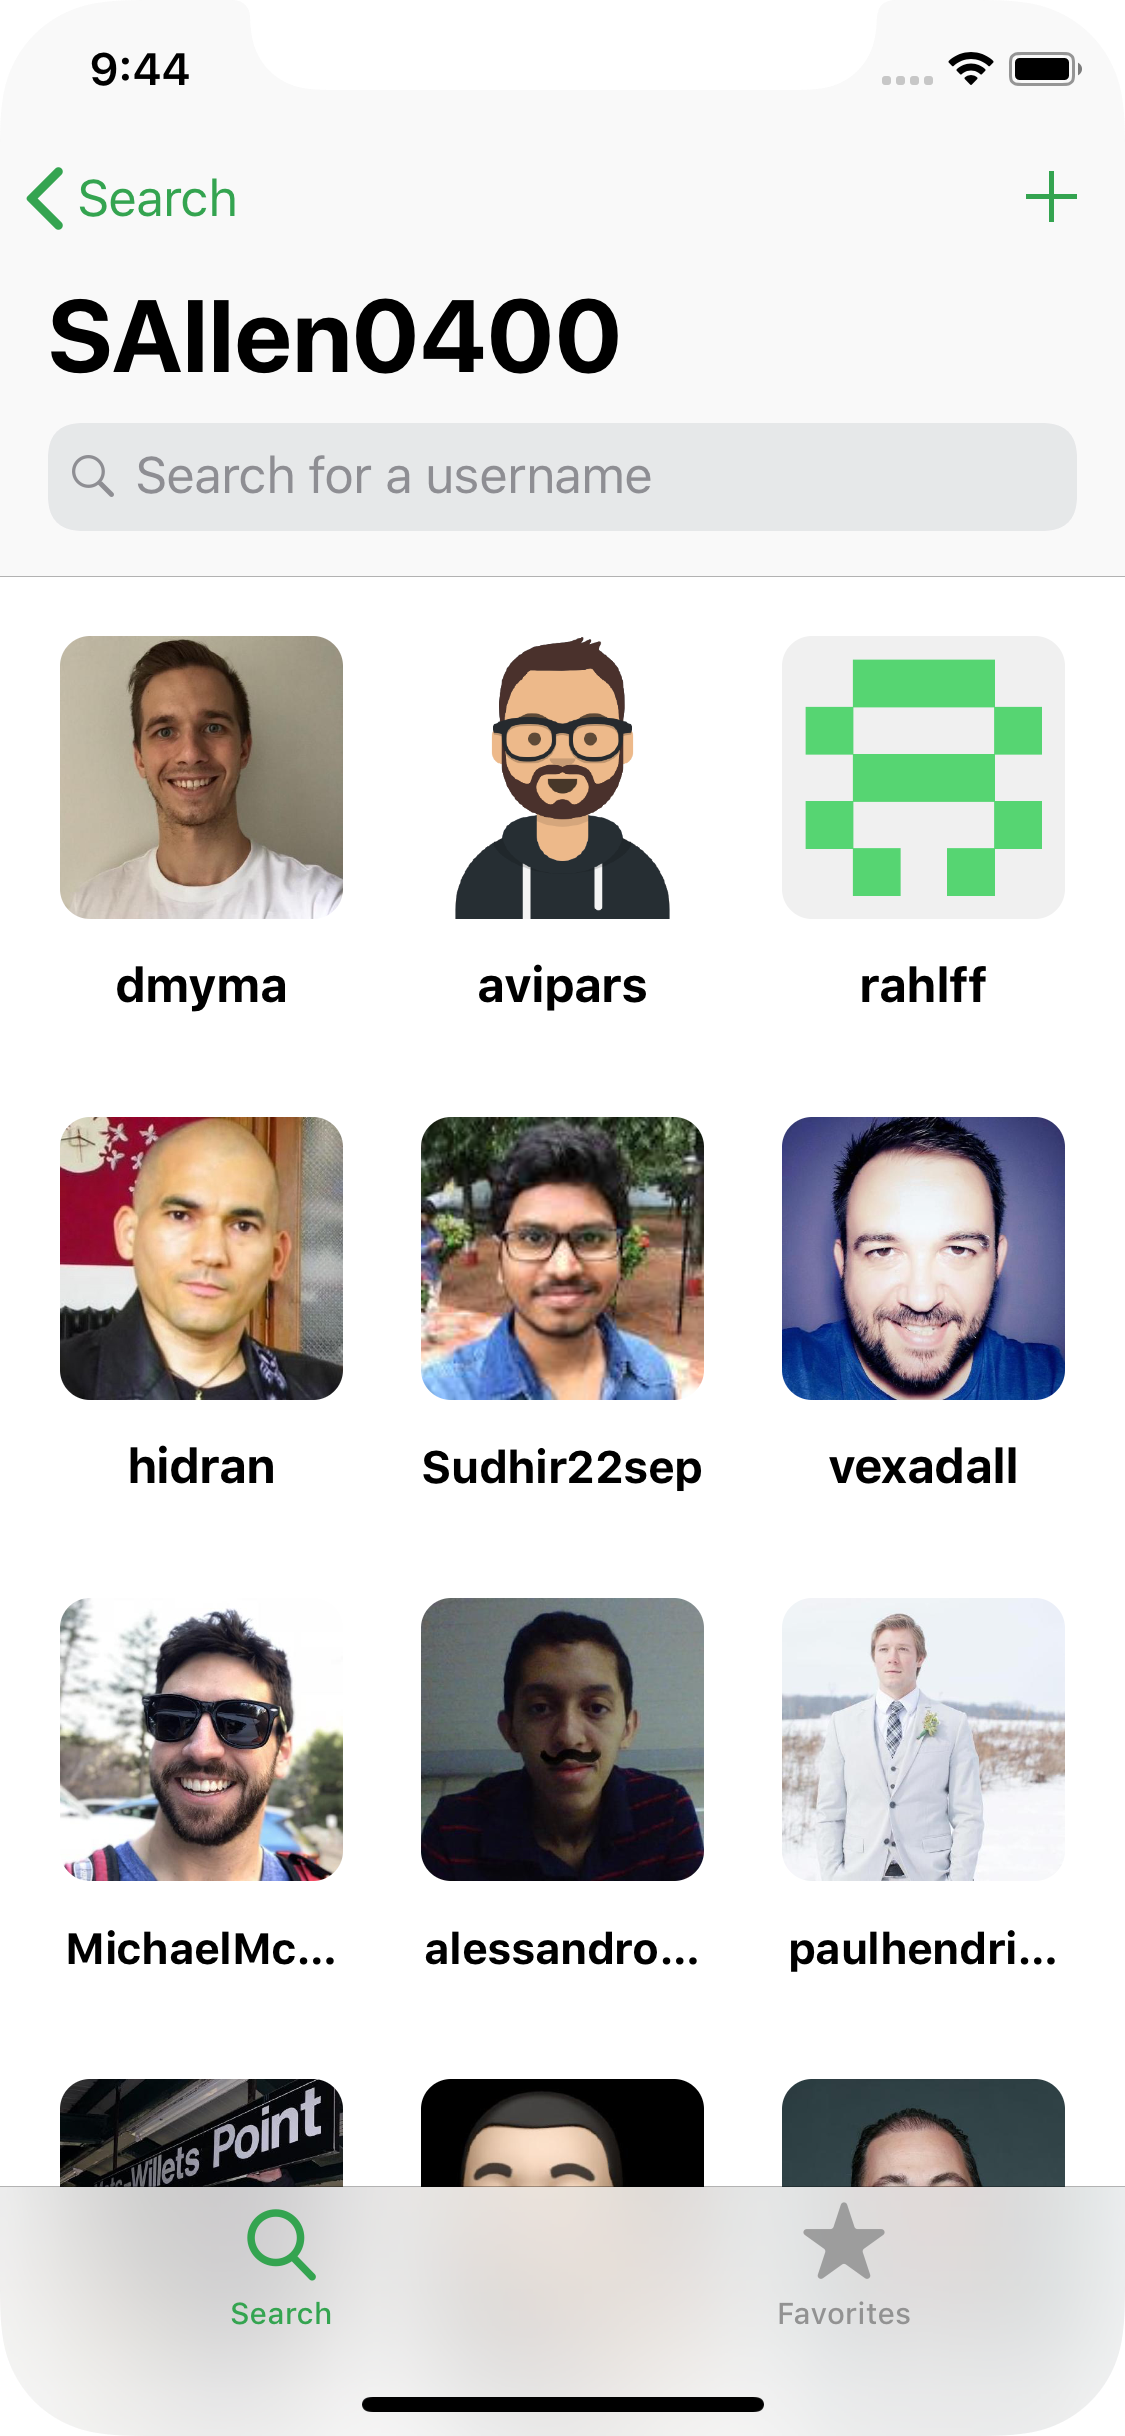 9:44
Search
SAllen0400
Search for a username
dmyma avipars rahlff
hidran Sudhir22sep vexadall
MichaelMc... alessandro... paulhendri...
Willets Point
Search Favorites